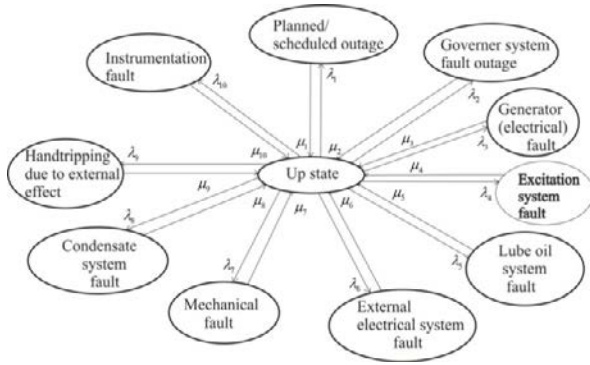 Planned/
scheduled outage
Instrumentation
fault
Governer system
fault outage
λ10
λ1
λ2
Generator
(electrical)
fault
λ3
Handtripping
due to external
effect
λ9
μ10
μ1
μ2
μ3
μ4
Up state
Excitation
system
fault
λ4
μ9
μ8
μ7
μ6
μ5
λ8
Condensate
system
fault
Lube oil
system
fault
λ5
λ7
Mechanical
fault
λ6
External
electrical system
fault